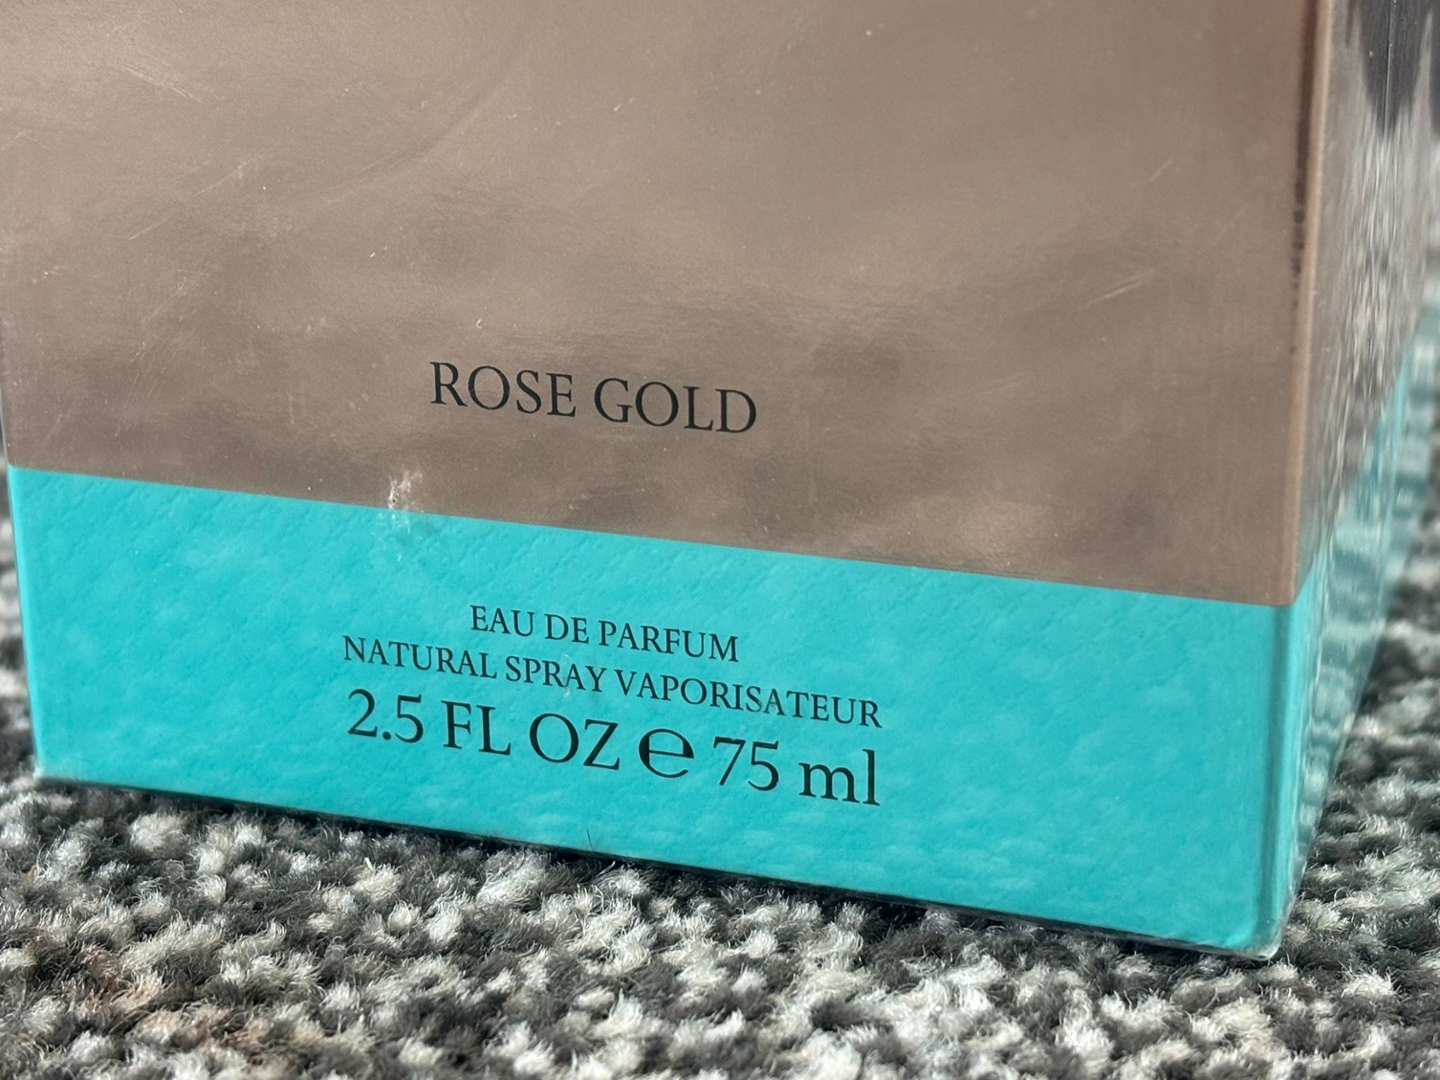 ROSE GOLD
EAU DE PARFUM
NATURAL SPRAY VAPORISATEUR
2.5 FL OZ ℮ 75 ml